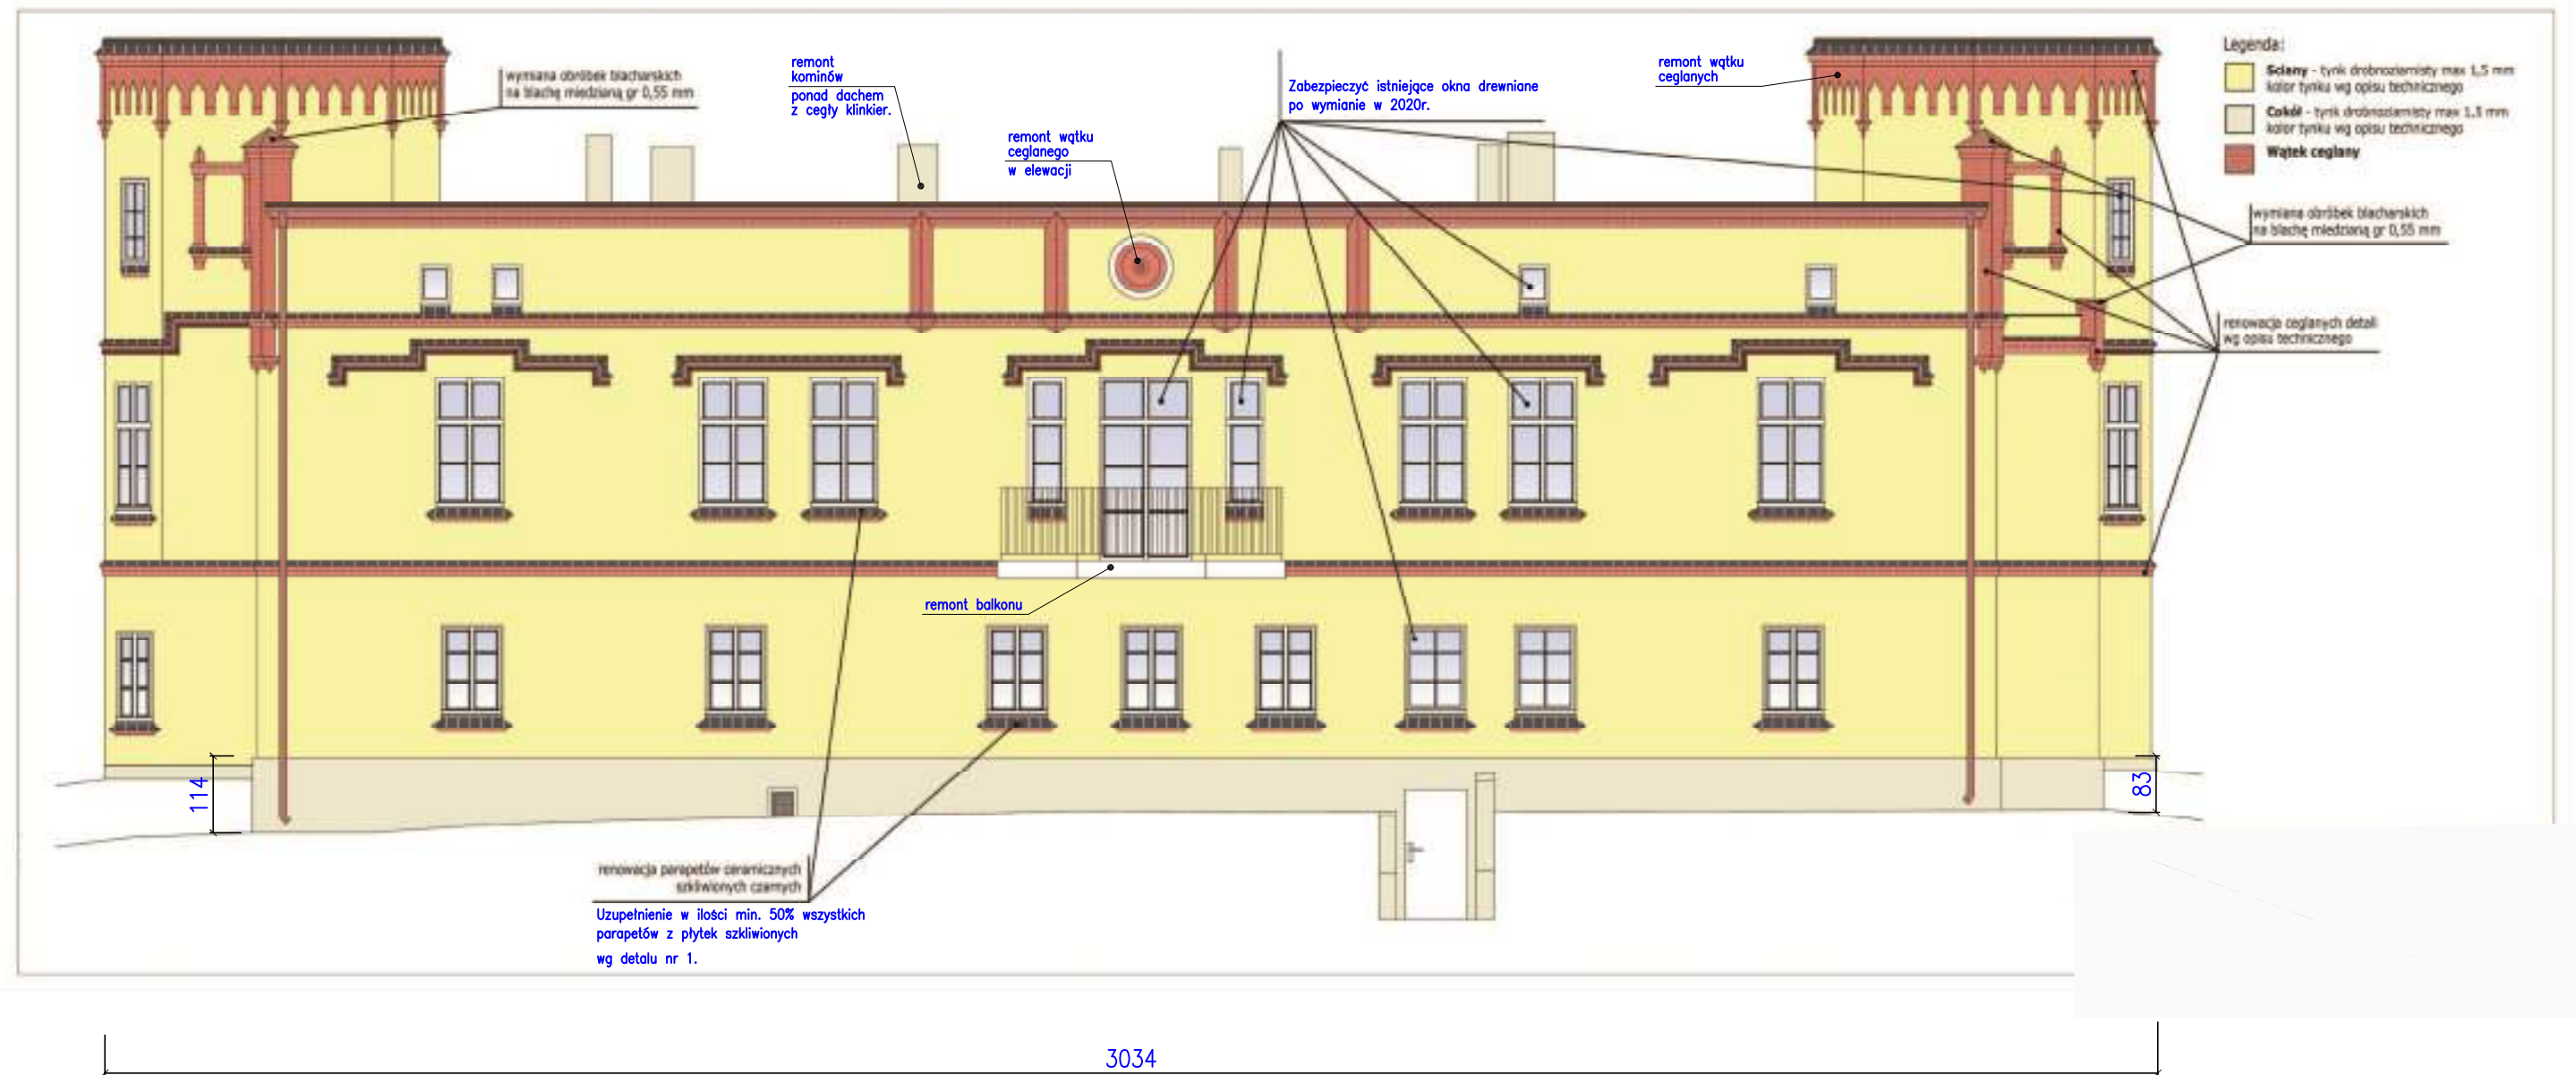 wymiana obróbek blacharskich
na blachę miedzianą gr 0,55 mm
remont
kominów
ponad dachem
z cegły klinkier.
remont wątku
ceglanego
w elewacji
Zabezpieczyć istniejące okna drewniane
po wymianie w 2020r.
remont wątku
ceglanych
Legenda:
Ściany - tynk drobnoziarnisty max 1,5 mm
kolor tynku wg opisu technicznego
Cokół - tynk drobnoziarnisty max 1,5 mm
kolor tynku wg opisu technicznego
Wątek ceglany
wymiana obróbek blacharskich
na blachę miedzianą gr 0,55 mm
renowacja ceglanych detali
wg opisu technicznego
remont balkonu
114
83
renowacja parapetów ceramicznych
szkliwionych czarnych
Uzupełnienie w ilości min. 50% wszystkich
parapetów z płytek szkliwionych
wg detalu nr 1.
3034